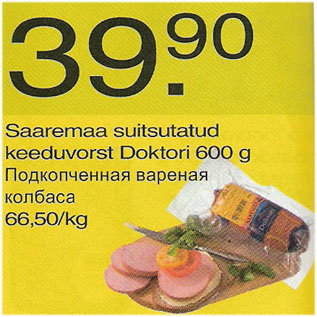 39.90
Saaremaa suitsutatud
keeduvorst Doktori 600 g
Подкопченная вареная
колбаса
66,50/kg